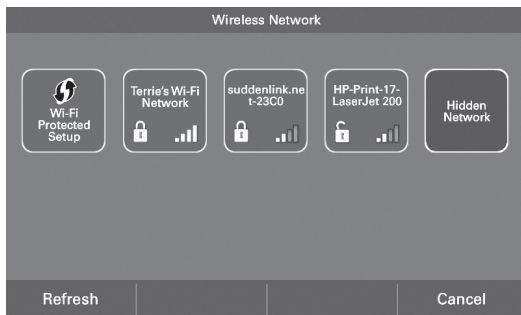 Wireless Network
Wi-Fi
Protected
Setup
Terrie's Wi-Fi
Network
suddenlink.ne
t-23C0
HP-Print-17-
LaserJet 200
Hidden
Network
Refresh
Cancel